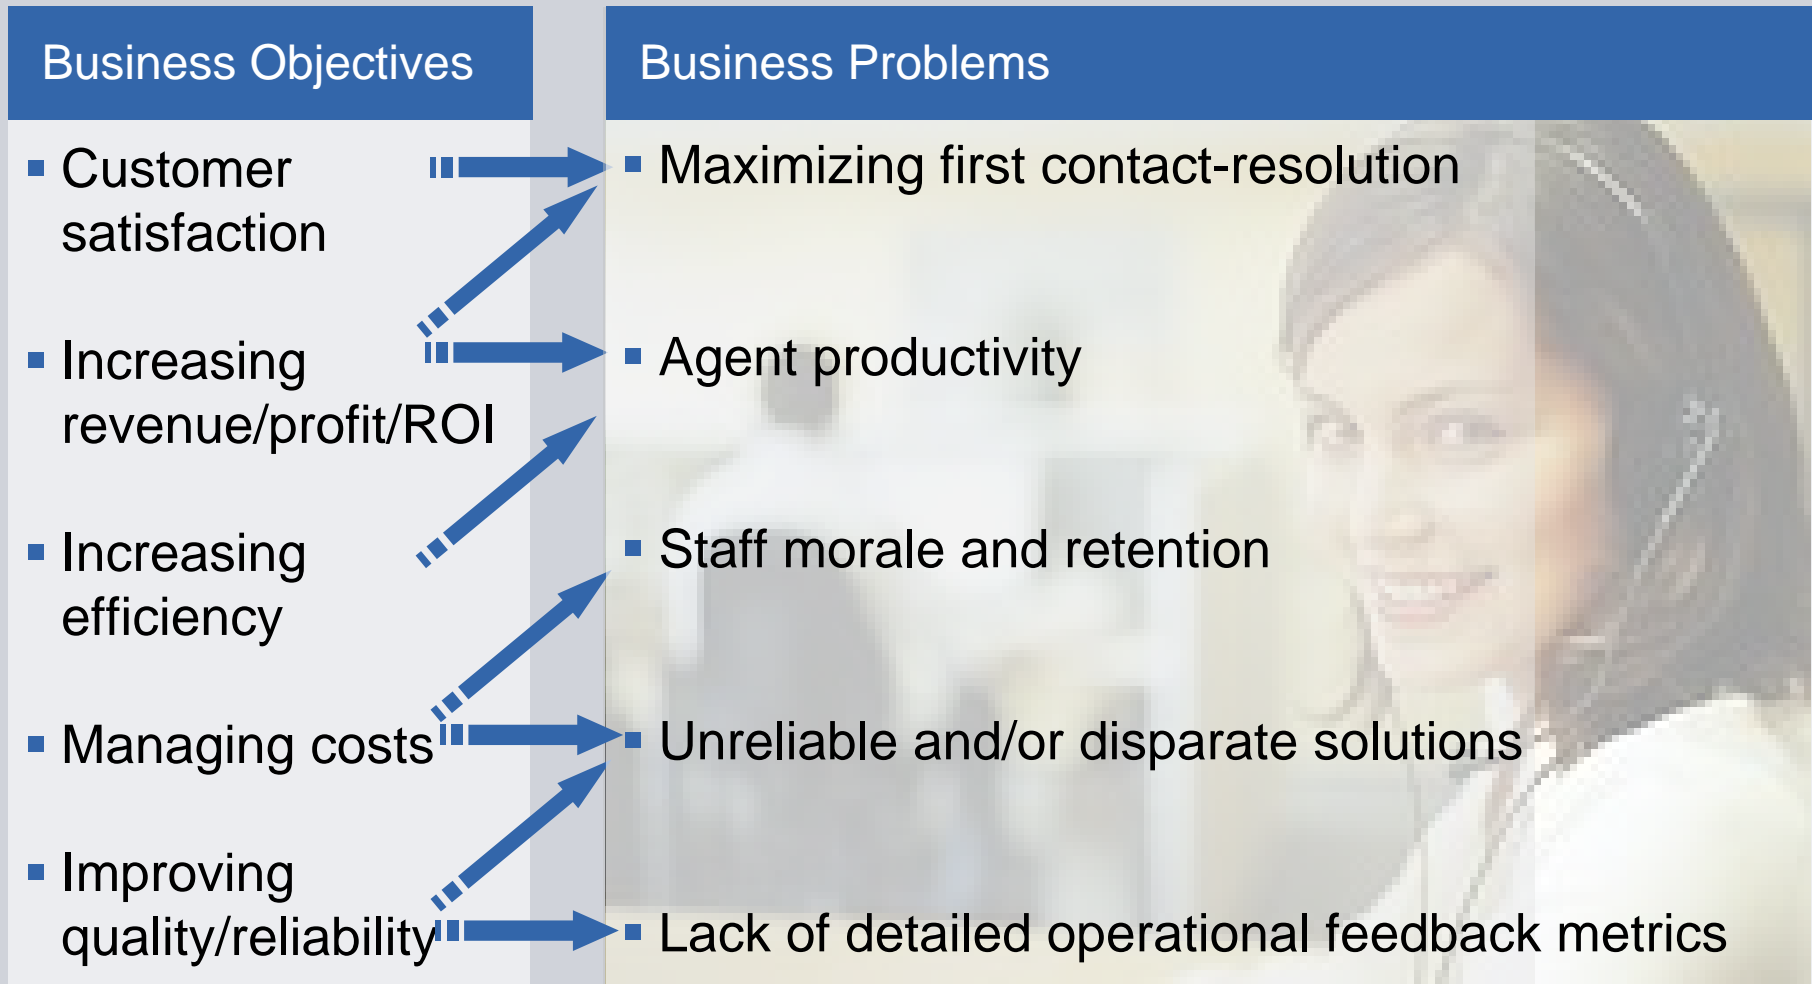 Business Objectives
Business Problems
Customer
satisfaction
Increasing
revenue/profit/ROI
Increasing
efficiency
Managing costs
Improving
quality/reliability
Maximizing first contact-resolution
Agent productivity
Staff morale and retention
Unreliable and/or disparate solutions
Lack of detailed operational feedback metrics